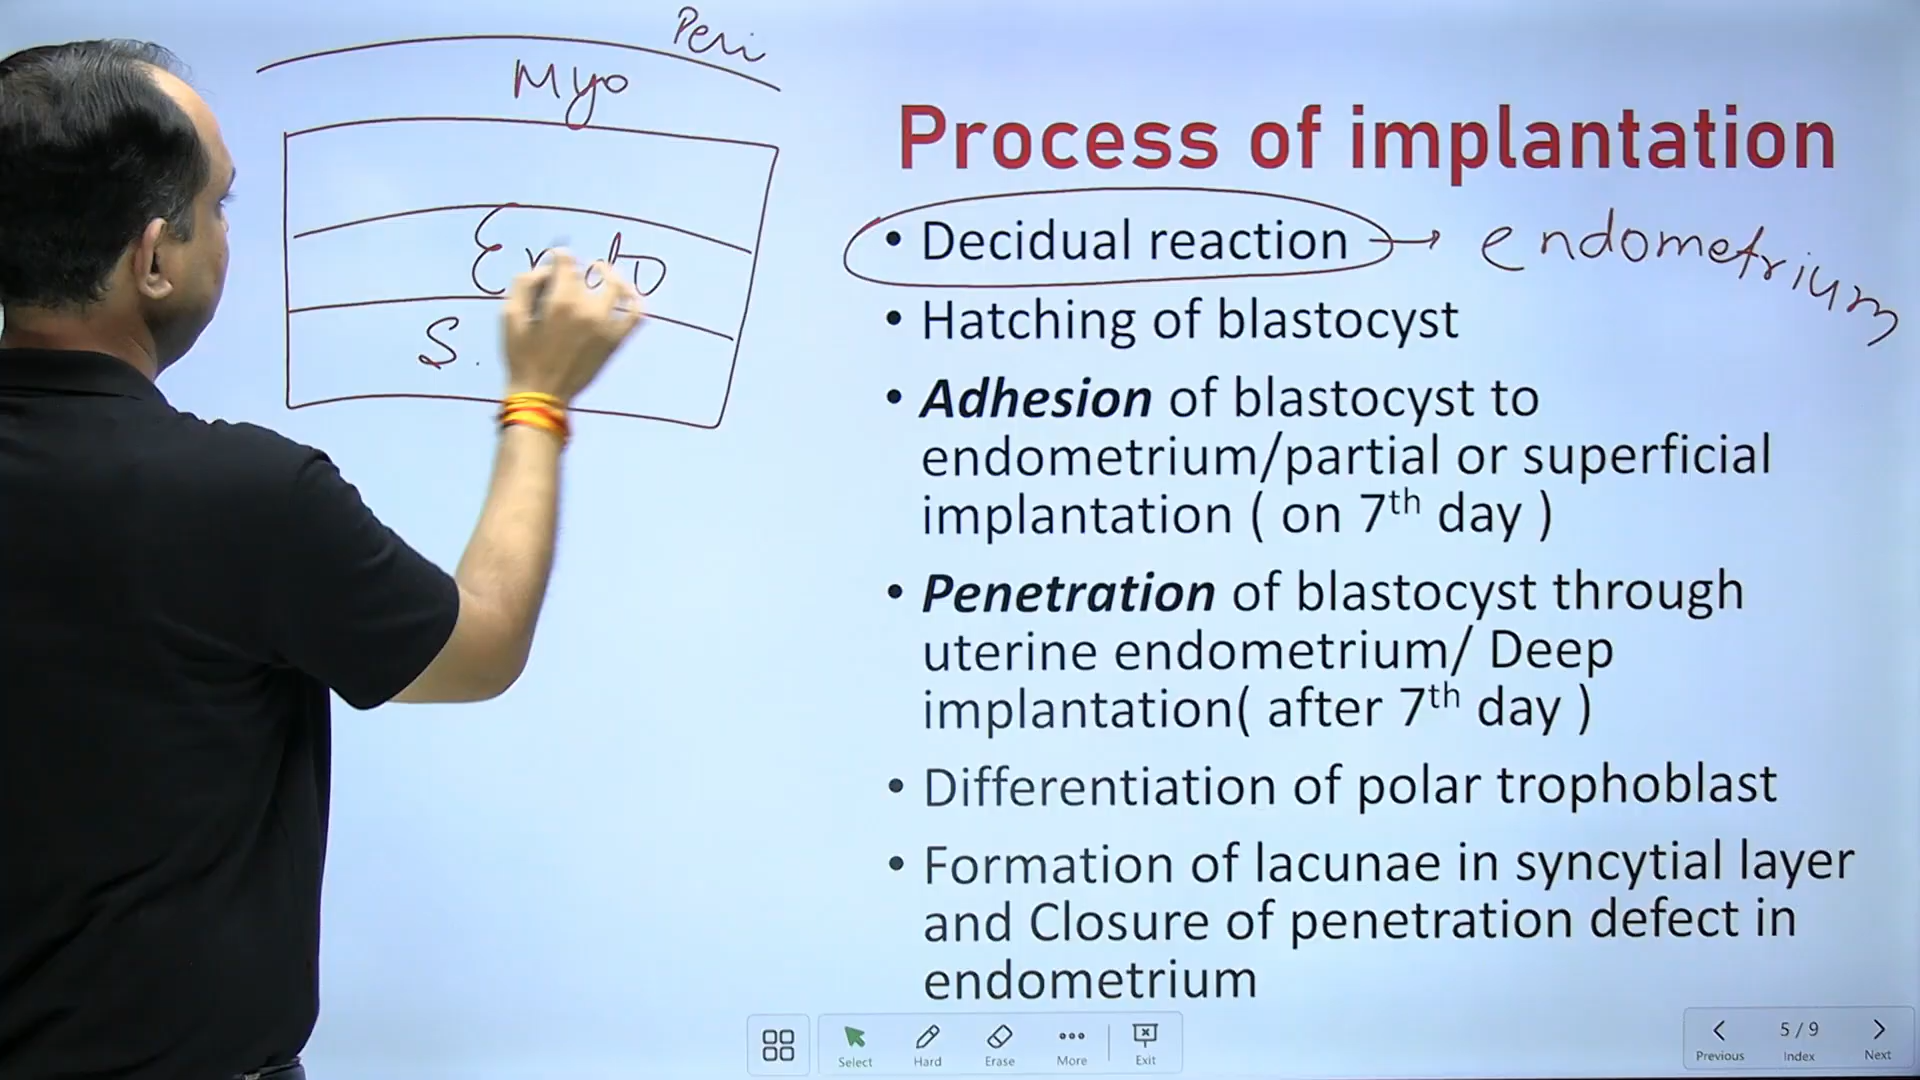 Peri
Myo
Endo
S.
Process of implantation
• Decidual reaction → endometrium
• Hatching of blastocyst
• Adhesion of blastocyst to
endometrium/partial or superficial
implantation ( on 7th day )
• Penetration of blastocyst through
uterine endometrium/ Deep
implantation( after 7th day )
• Differentiation of polar trophoblast
• Formation of lacunae in syncytial layer
and Closure of penetration defect in
endometrium
Select
Hard
Erase
More
Exit
5 / 9
Previous
Index
Next